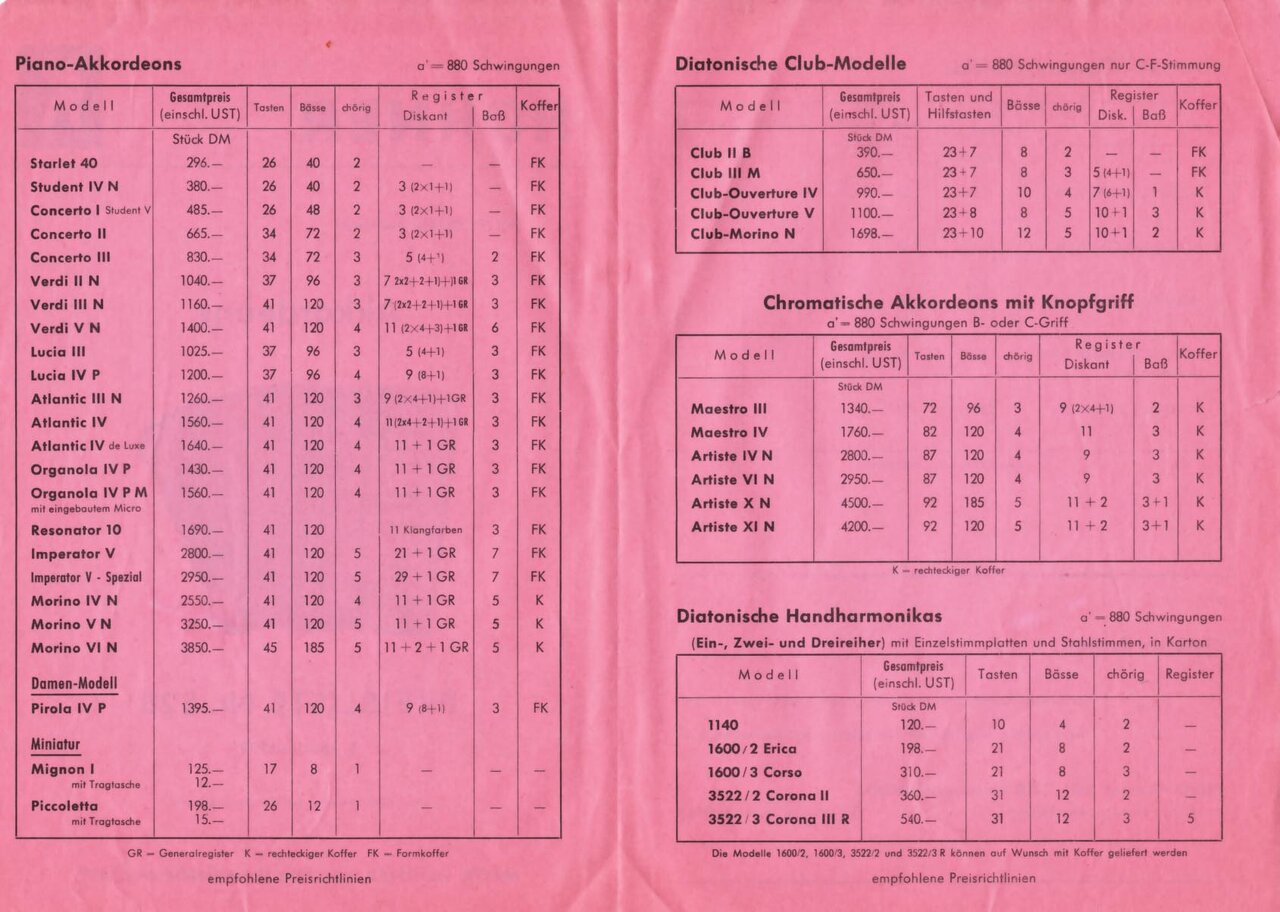 Piano-Akkordeons a' = 880 Schwingungen
Modell Gesamtpreis (einschl. UST) Tasten Bässe chörig Register Diskant Baß Koffer
Stück DM
Starlet 40 296.— 26 40 2 — — FK
Student IV N 380.— 26 40 2 3 (2×1+1) — FK
Concerto I Student V 485.— 26 48 2 3 (2×1+1) — FK
Concerto II 665.— 34 72 2 3 (2×1+1) — FK
Concerto III 830.— 34 72 3 5 (4+1) 2 FK
Verdi II N 1040.— 37 96 3 7 2x2+2+1)+)1 GR 3 FK
Verdi III N 1160.— 41 120 3 7 (2x2+2+1)+1 GR 3 FK
Verdi V N 1400.— 41 120 4 11 (2×4+3)+1 GR 6 FK
Lucia III 1025.— 37 96 3 5 (4+1) 3 FK
Lucia IV P 1200.— 37 96 4 9 (8+1) 3 FK
Atlantic III N 1260.— 41 120 3 9 (2×4+1)+1GR 3 FK
Atlantic IV 1560.— 41 120 4 11 (2x4+2+1)+1 GR 3 FK
Atlantic IV de Luxe 1640.— 41 120 4 11 + 1 GR 3 FK
Organola IV P 1430.— 41 120 4 11 + 1 GR 3 FK
Organola IV P M 1560.— 41 120 4 11 + 1 GR 3 FK
mit eingebautem Micro
Resonator 10 1690.— 41 120 11 Klangfarben 3 FK
Imperator V 2800.— 41 120 5 21 + 1 GR 7 FK
Imperator V - Spezial 2950.— 41 120 5 29 + 1 GR 7 FK
Morino IV N 2550.— 41 120 4 11 + 1 GR 5 K
Morino V N 3250.— 41 120 5 11 + 1 GR 5 K
Morino VI N 3850.— 45 185 5 11 + 2 + 1 GR 5 K
Damen-Modell
Pirola IV P 1395.— 41 120 4 9 (8+1) 3 FK
Miniatur
Mignon I 125.— 17 8 1 — — —
mit Tragtasche 12.—
Piccoletta 198.— 26 12 1 — — —
mit Tragtasche 15.—
GR = Generalregister K = rechteckiger Koffer FK = Formkoffer
empfohlene Preisrichtlinien
Diatonische Club-Modelle a' = 880 Schwingungen nur C-F-Stimmung
Modell Gesamtpreis (einschl. UST) Tasten und Hilfstasten Bässe chörig Register Disk. Baß Koffer
Stück DM
Club II B 390.— 23+7 8 2 — — FK
Club III M 650.— 23+7 8 3 5 (4+1) — FK
Club-Ouverture IV 990.— 23+7 10 4 7 (6+1) 1 K
Club-Ouverture V 1100.— 23+8 8 5 10+1 3 K
Club-Morino N 1698.— 23+10 12 5 10+1 2 K
Chromatische Akkordeons mit Knopfgriff
a' = 880 Schwingungen B- oder C-Griff
Modell Gesamtpreis (einschl. UST) Tasten Bässe chörig Register Diskant Baß Koffer
Stück DM
Maestro III 1340.— 72 96 3 9 (2×4+1) 2 K
Maestro IV 1760.— 82 120 4 11 3 K
Artiste IV N 2800.— 87 120 4 9 3 K
Artiste VI N 2950.— 87 120 4 9 3 K
Artiste X N 4500.— 92 185 5 11 + 2 3+1 K
Artiste XI N 4200.— 92 120 5 11 + 2 3+1 K
K = rechteckiger Koffer
Diatonische Handharmonikas a' = 880 Schwingungen
(Ein-, Zwei- und Dreireiher) mit Einzelstimmplatten und Stahlstimmen, in Karton
Modell Gesamtpreis (einschl. UST) Tasten Bässe chörig Register
Stück DM
1140 120.— 10 4 2 —
1600/2 Erica 198.— 21 8 2 —
1600/3 Corso 310.— 21 8 3 —
3522/2 Corona II 360.— 31 12 2 —
3522/3 Corona III R 540.— 31 12 3 5
Die Modelle 1600/2, 1600/3, 3522/2 und 3522/3 R können auf Wunsch mit Koffer geliefert werden
empfohlene Preisrichtlinien